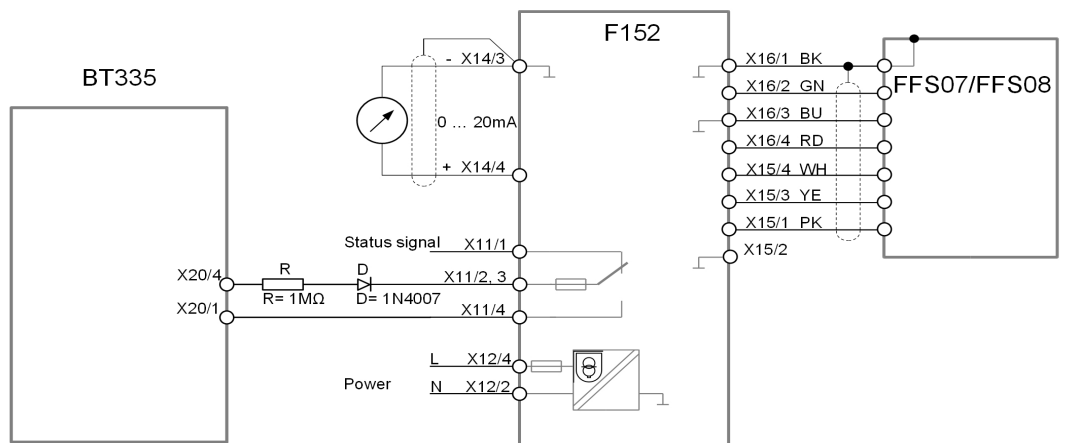 F152
BT335
- X14/3
0 ... 20mA
+ X14/4
X16/1 BK
X16/2 GN
X16/3 BU
X16/4 RD
X15/4 WH
X15/3 YE
X15/1 PK
X15/2
FFS07/FFS08
Status signal X11/1
X20/4 R D X11/2, 3
R= 1MΩ D= 1N4007
X20/1 X11/4
L X12/4
Power
N X12/2